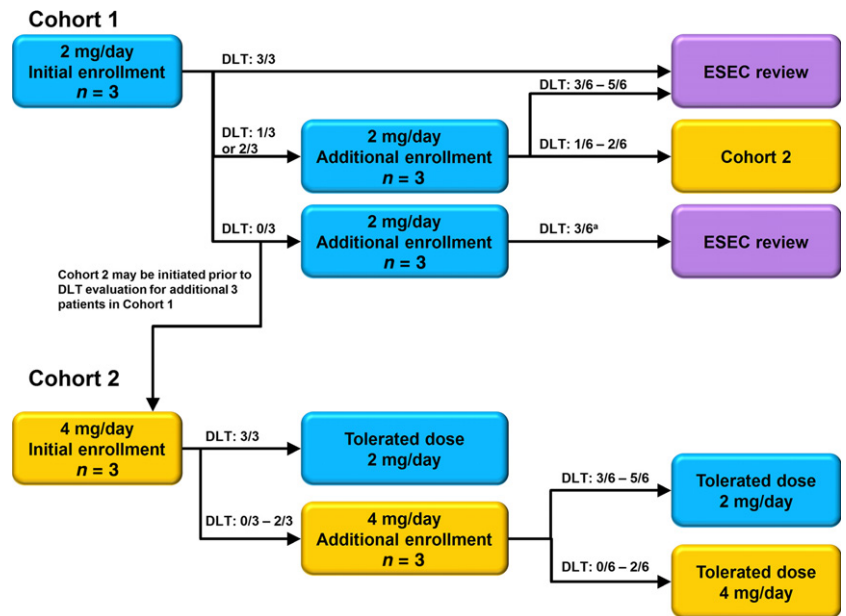 Cohort 1
2 mg/day
Initial enrollment
n = 3
DLT: 3/3
ESEC review
DLT: 1/3
or 2/3
2 mg/day
Additional enrollment
n = 3
DLT: 3/6 – 5/6
DLT: 1/6 – 2/6
Cohort 2
DLT: 0/3
2 mg/day
Additional enrollment
n = 3
DLT: 3/6ª
ESEC review
Cohort 2 may be initiated prior to
DLT evaluation for additional 3
patients in Cohort 1
Cohort 2
4 mg/day
Initial enrollment
n = 3
DLT: 3/3
Tolerated dose
2 mg/day
DLT: 0/3 – 2/3
4 mg/day
Additional enrollment
n = 3
DLT: 3/6 – 5/6
Tolerated dose
2 mg/day
DLT: 0/6 – 2/6
Tolerated dose
4 mg/day